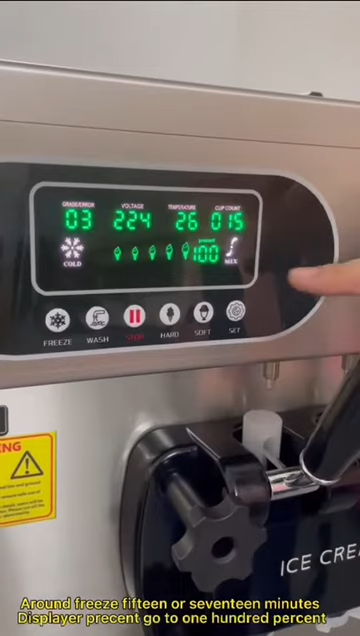 GRADE/ERROR VOLTAGE TEMPERATURE CUP COUNT
03 224 26 015
percent
100
COLD MIX
FREEZE WASH STOP HARD SOFT SET
ICE CREA
Around freeze fifteen or seventeen minutes
Displayer precent go to one hundred percent